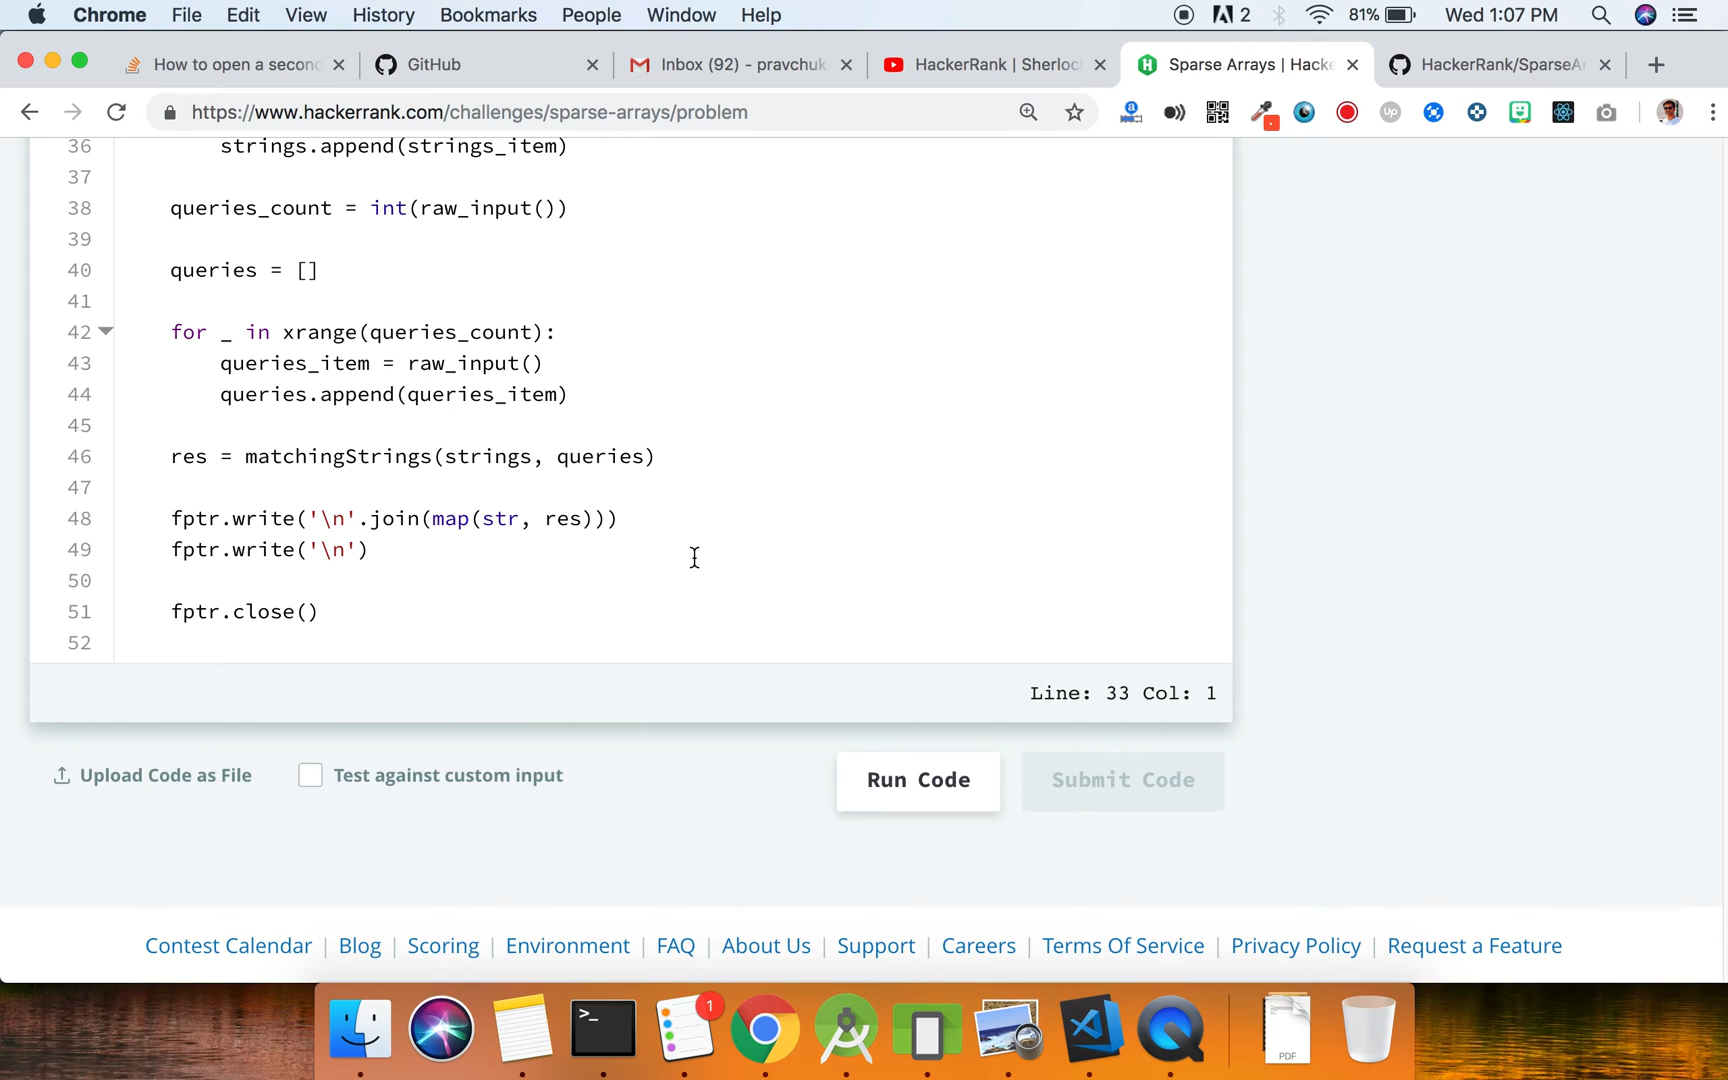 Chrome File Edit View History Bookmarks People Window Help 2 81% Wed 1:07 PM
How to open a second GitHub Inbox (92) - pravchuk HackerRank | Sherloc Sparse Arrays | Hacke HackerRank/SparseAr
https://www.hackerrank.com/challenges/sparse-arrays/problem
36 strings.append(strings_item)
37
38 queries_count = int(raw_input())
39
40 queries = []
41
42 for _ in xrange(queries_count):
43 queries_item = raw_input()
44 queries.append(queries_item)
45
46 res = matchingStrings(strings, queries)
47
48 fptr.write('\n'.join(map(str, res)))
49 fptr.write('\n')
50
51 fptr.close()
52
Line: 33 Col: 1
Upload Code as File Test against custom input Run Code Submit Code
Contest Calendar | Blog | Scoring | Environment | FAQ | About Us | Support | Careers | Terms Of Service | Privacy Policy | Request a Feature
>_ 1 PDF